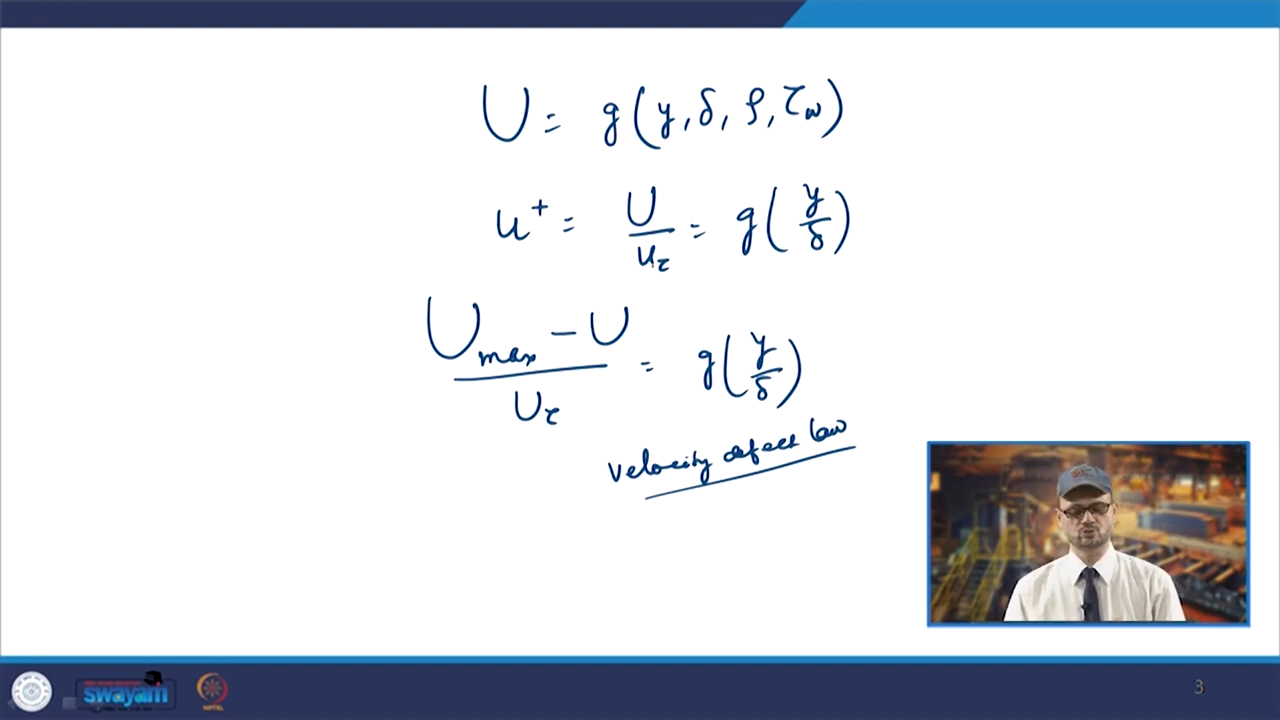 U = g(y, δ, ρ, τw)
u⁺ = U/uτ = g(y/δ)
(Umax − U)/Uτ = g(y/δ)
Velocity defect law
swayam
3